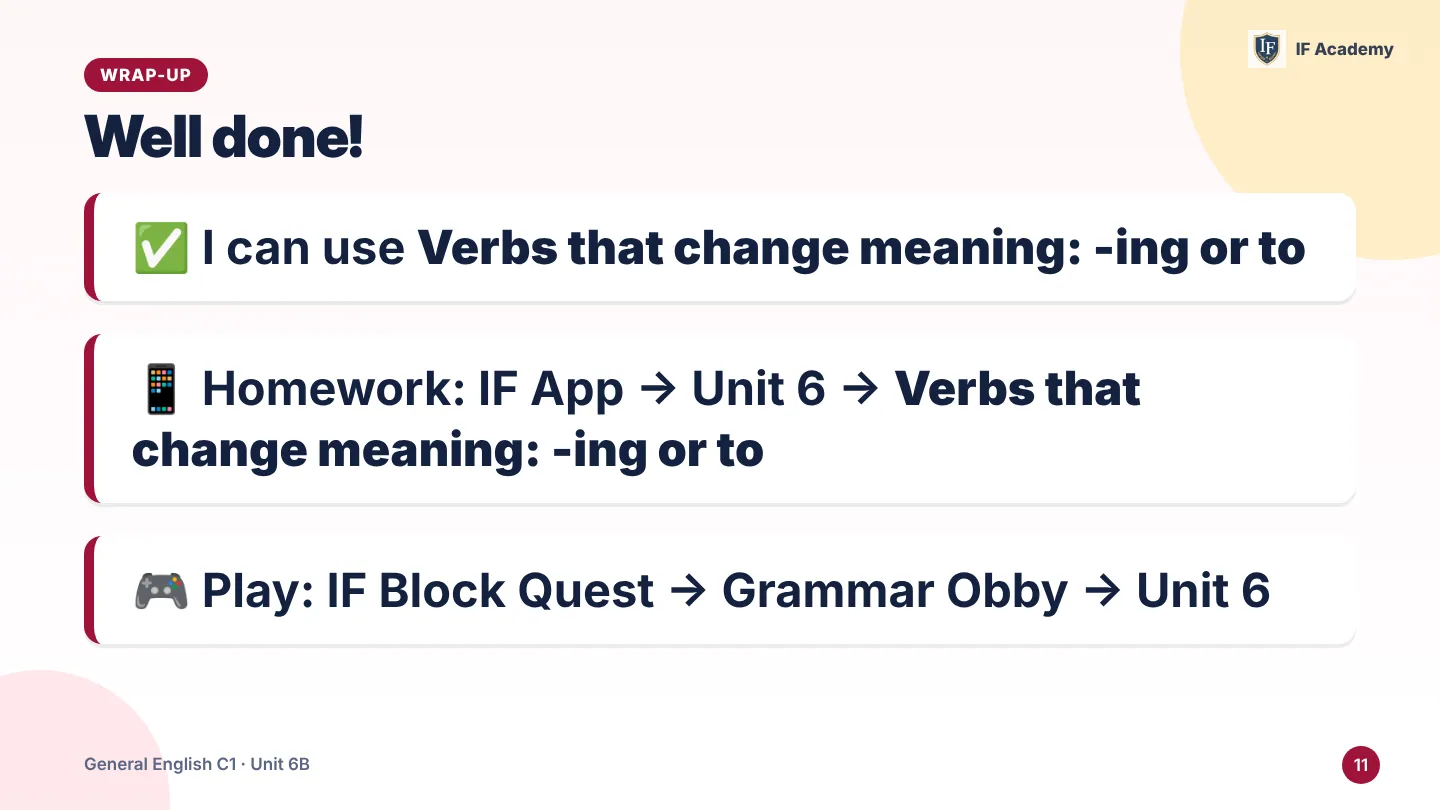 IF Academy
WRAP-UP
Well done!
✅ I can use Verbs that change meaning: -ing or to
📱 Homework: IF App → Unit 6 → Verbs that
change meaning: -ing or to
🎮 Play: IF Block Quest → Grammar Obby → Unit 6
General English C1 · Unit 6B
11